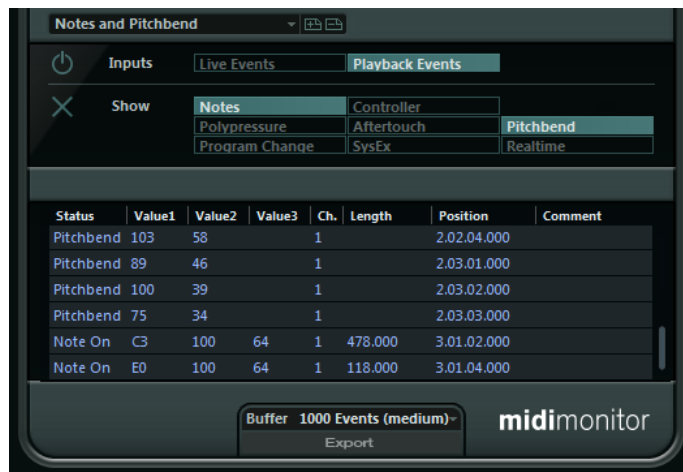 Notes and Pitchbend
Inputs Live Events Playback Events
Show Notes Controller
Polypressure Aftertouch Pitchbend
Program Change SysEx Realtime
Status Value1 Value2 Value3 Ch. Length Position Comment
Pitchbend 103 58 1 2.02.04.000
Pitchbend 89 46 1 2.03.01.000
Pitchbend 100 39 1 2.03.02.000
Pitchbend 75 34 1 2.03.03.000
Note On C3 100 64 1 478.000 3.01.02.000
Note On E0 100 64 1 118.000 3.01.04.000
Buffer 1000 Events (medium) midimonitor
Export